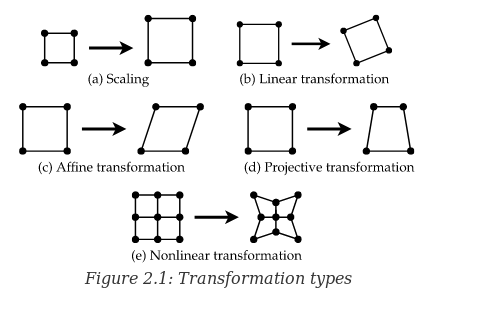 (a) Scaling
(b) Linear transformation
(c) Affine transformation
(d) Projective transformation
(e) Nonlinear transformation
Figure 2.1: Transformation types